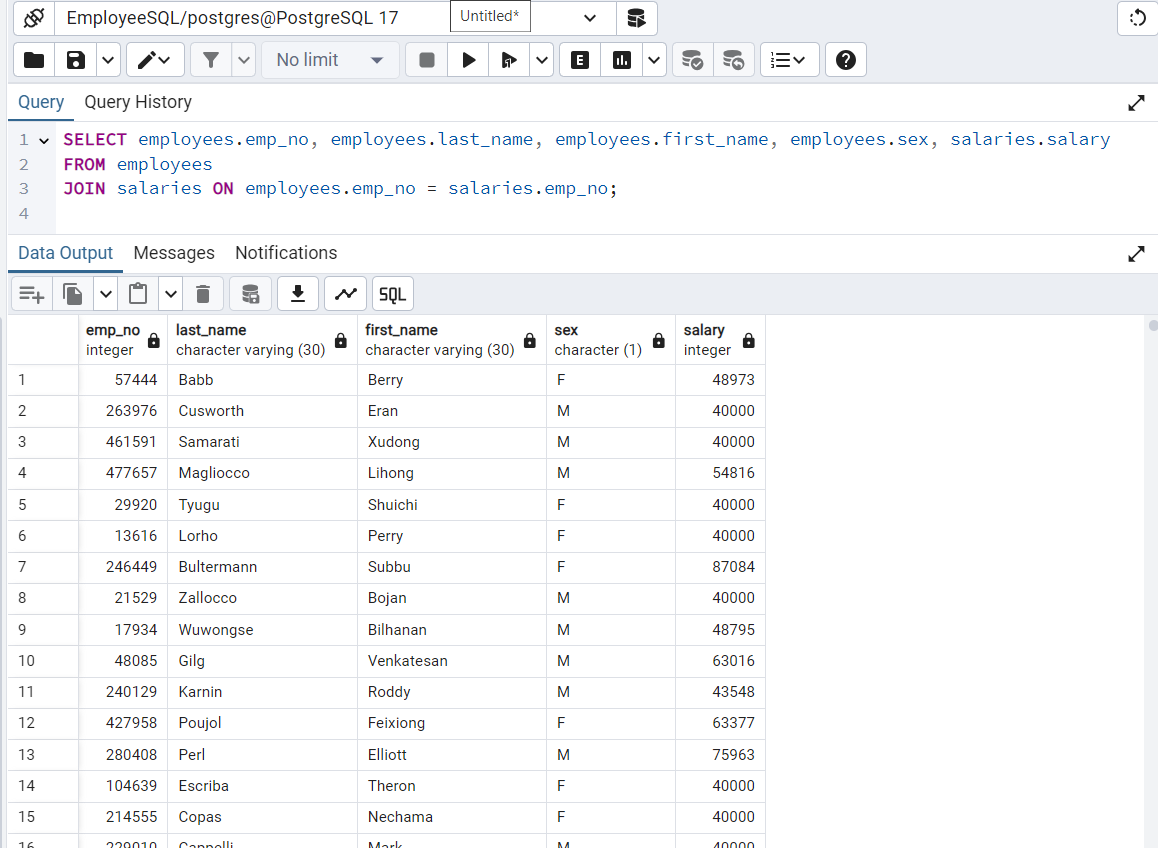 EmployeeSQL/postgres@PostgreSQL 17
Untitled*
No limit
E
Query Query History
1 SELECT employees.emp_no, employees.last_name, employees.first_name, employees.sex, salaries.salary
2 FROM employees
3 JOIN salaries ON employees.emp_no = salaries.emp_no;
4
Data Output Messages Notifications
SQL
emp_no last_name first_name sex salary
integer character varying (30) character varying (30) character (1) integer
1 57444 Babb Berry F 48973
2 263976 Cusworth Eran M 40000
3 461591 Samarati Xudong M 40000
4 477657 Magliocco Lihong M 54816
5 29920 Tyugu Shuichi F 40000
6 13616 Lorho Perry F 40000
7 246449 Bultermann Subbu F 87084
8 21529 Zallocco Bojan M 40000
9 17934 Wuwongse Bilhanan M 48795
10 48085 Gilg Venkatesan M 63016
11 240129 Karnin Roddy M 43548
12 427958 Poujol Feixiong F 63377
13 280408 Perl Elliott M 75963
14 104639 Escriba Theron F 40000
15 214555 Copas Nechama F 40000
16 Mark M 40000